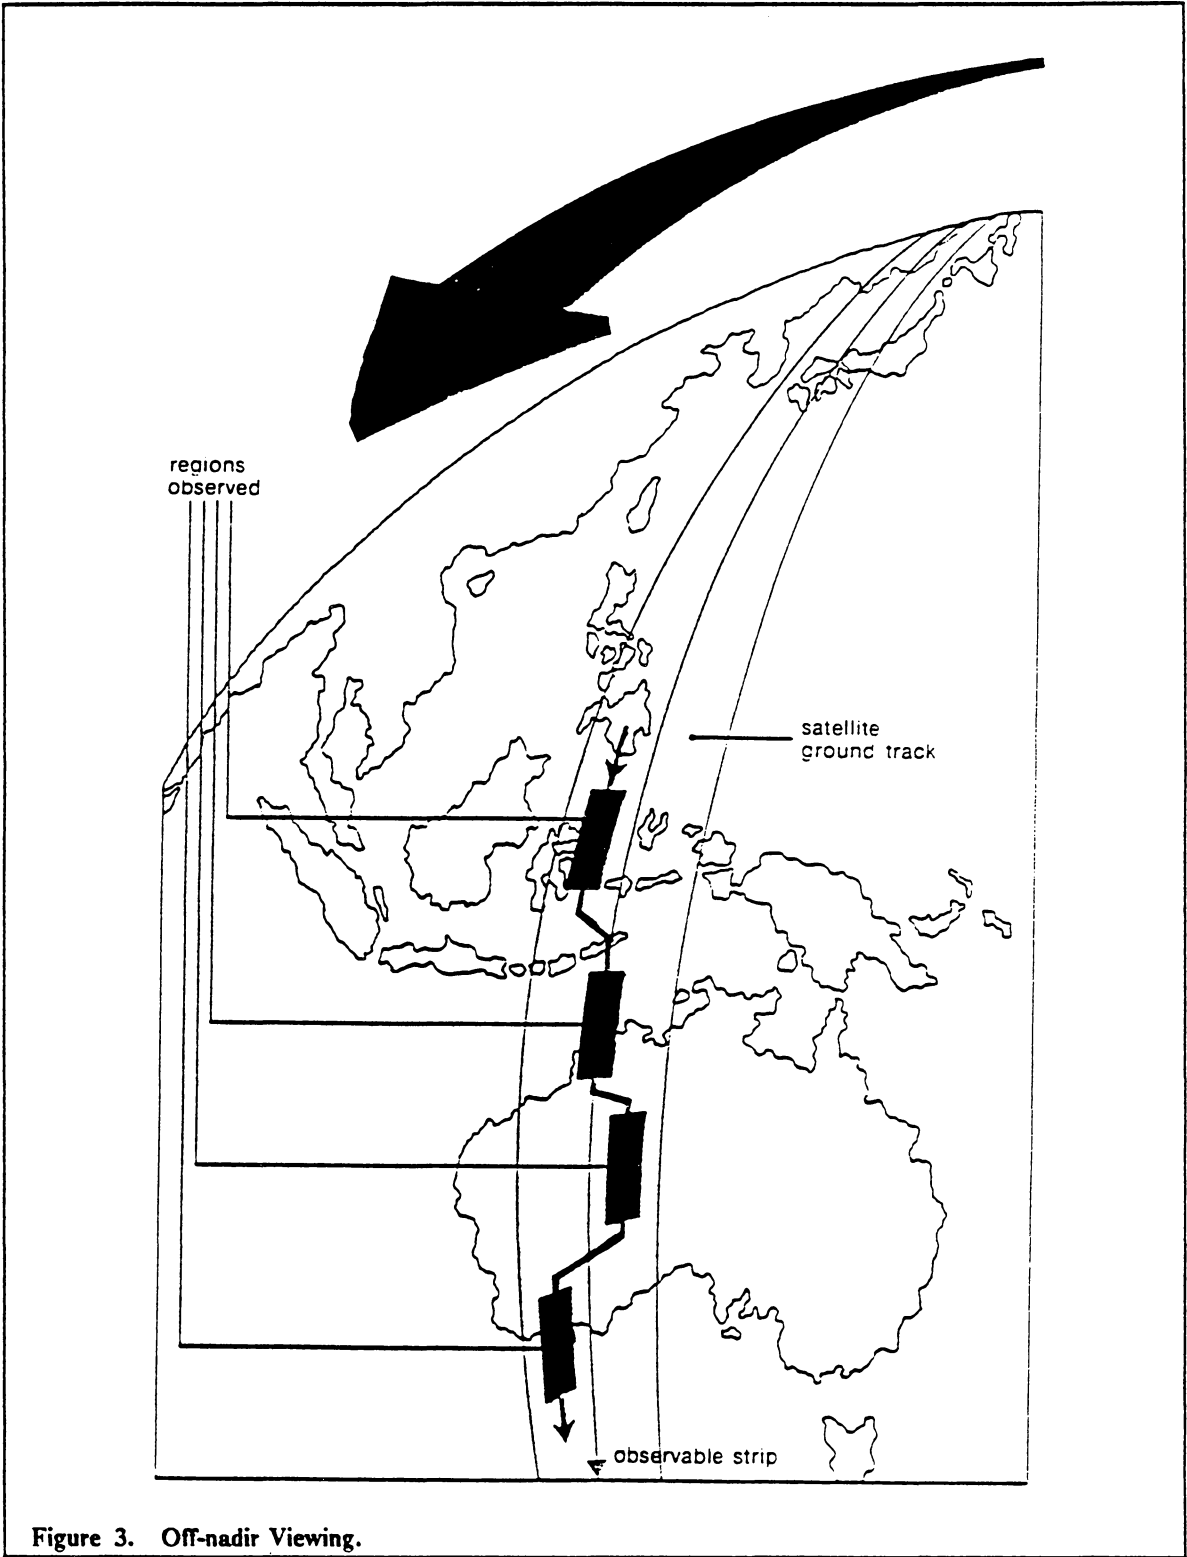 regions
observed
satellite
ground track
observable strip
Figure 3. Off-nadir Viewing.